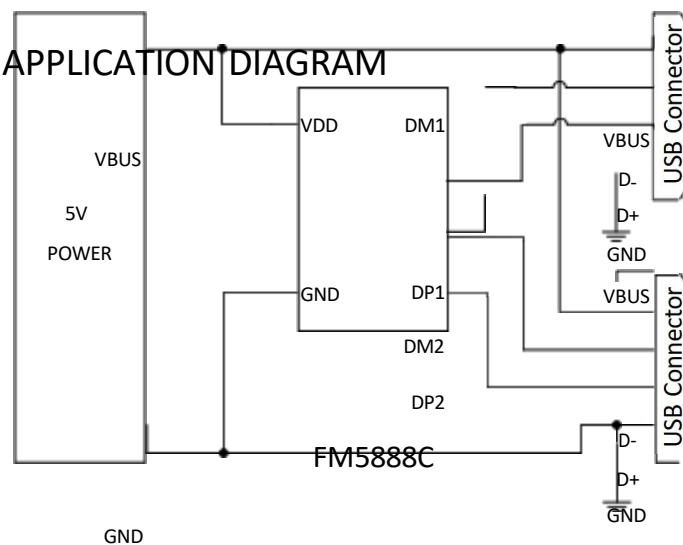 APPLICATION DIAGRAM
VBUS
5V
POWER
GND
VDD
DM1
GND
DP1
DM2
DP2
FM5888C
VBUS
D-
D+
GND
USB Connector
VBUS
D-
D+
GND
USB Connector